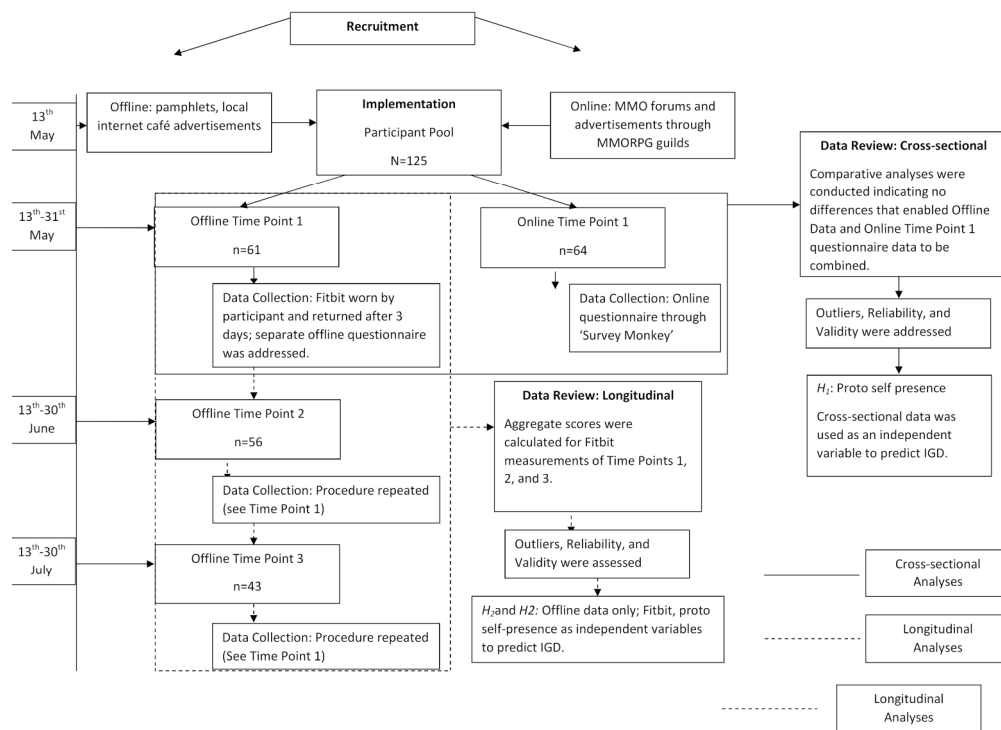 Recruitment
13th
May
Offline: pamphlets, local
internet café advertisements
Implementation
Participant Pool
N=125
Online: MMO forums and
advertisements through
MMORPG guilds
Data Review: Cross-sectional
Comparative analyses were
conducted indicating no
differences that enabled Offline
Data and Online Time Point 1
questionnaire data to be
combined.
13th-31st
May
Offline Time Point 1
n=61
Online Time Point 1
n=64
Data Collection: Fitbit worn by
participant and returned after 3
days; separate offline questionnaire
was addressed.
Data Collection: Online
questionnaire through
‘Survey Monkey’
Outliers, Reliability, and
Validity were addressed
H1: Proto self presence
Cross-sectional data was
used as an independent
variable to predict IGD.
13th-30th
June
Offline Time Point 2
n=56
Data Review: Longitudinal
Aggregate scores were
calculated for Fitbit
measurements of Time Points 1,
2, and 3.
Data Collection: Procedure repeated
(see Time Point 1)
13th-30th
July
Offline Time Point 3
n=43
Outliers, Reliability, and
Validity were assessed
Data Collection: Procedure repeated
(See Time Point 1)
H2and H2: Offline data only; Fitbit, proto
self-presence as independent variables
to predict IGD.
Cross-sectional
Analyses
Longitudinal
Analyses
Longitudinal
Analyses